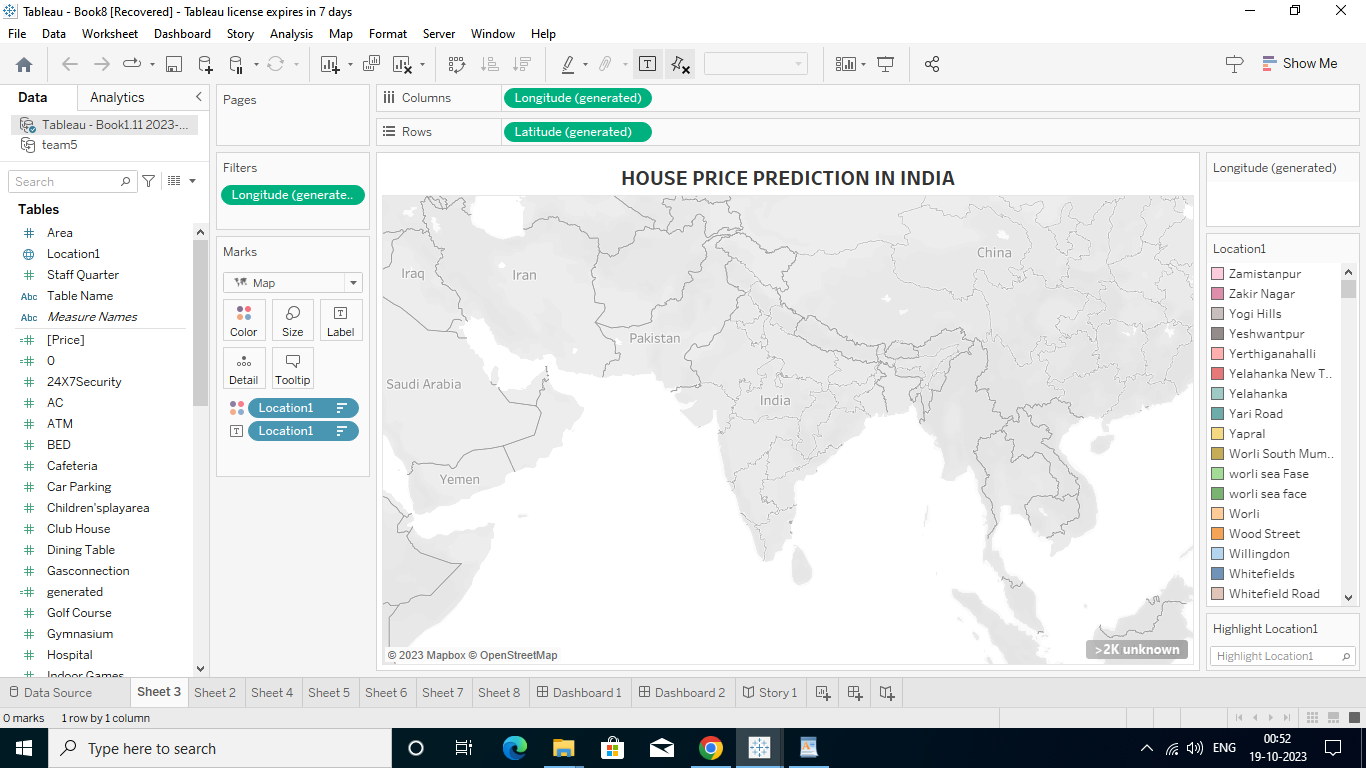 Tableau - Book8 [Recovered] - Tableau license expires in 7 days
File Data Worksheet Dashboard Story Analysis Map Format Server Window Help
Show Me
Data Analytics
Tableau - Book1.11 2023-...
team5
Search
Tables
Area
Location1
Staff Quarter
Abc Table Name
Abc Measure Names
[Price]
0
24X7Security
AC
ATM
BED
Cafeteria
Car Parking
Children'splayarea
Club House
Dining Table
Gasconnection
generated
Golf Course
Gymnasium
Hospital
Indoor Games
Pages
Filters
Longitude (generate..
Marks
Map
Color Size Label
Detail Tooltip
Location1
Location1
Columns Longitude (generated)
Rows Latitude (generated)
HOUSE PRICE PREDICTION IN INDIA
China
Iraq
Iran
Pakistan
Saudi Arabia
India
Yemen
© 2023 Mapbox © OpenStreetMap
>2K unknown
Longitude (generated)
Location1
Zamistanpur
Zakir Nagar
Yogi Hills
Yeshwantpur
Yerthiganahalli
Yelahanka New T..
Yelahanka
Yari Road
Yapral
Worli South Mum..
worli sea Fase
worli sea face
Worli
Wood Street
Willingdon
Whitefields
Whitefield Road
Highlight Location1
Highlight Location1
Data Source Sheet 3 Sheet 2 Sheet 4 Sheet 5 Sheet 6 Sheet 7 Sheet 8 Dashboard 1 Dashboard 2 Story 1
0 marks 1 row by 1 column
Type here to search
ENG
00:52
19-10-2023